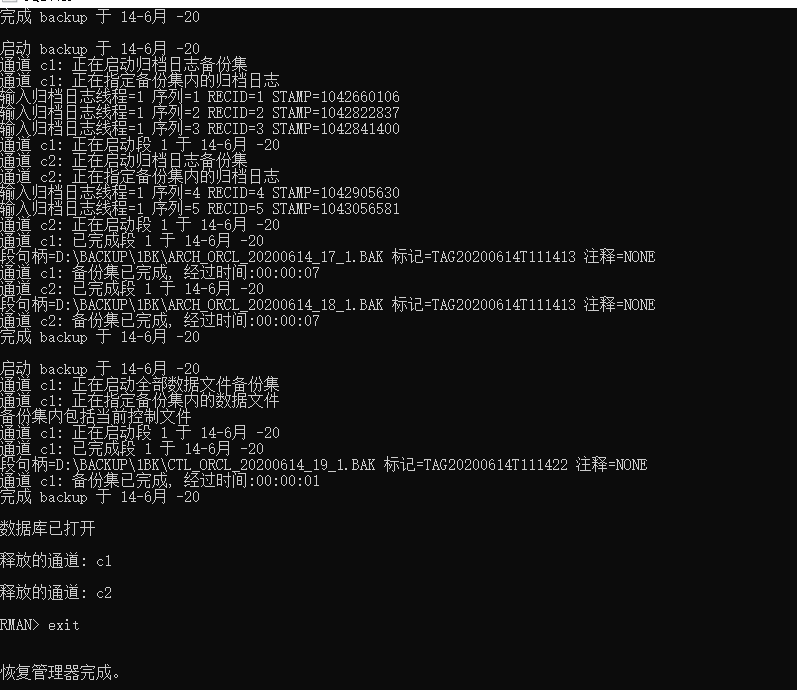 完成 backup 于 14-6月 -20
启动 backup 于 14-6月 -20
通道 c1: 正在启动归档日志备份集
通道 c1: 正在指定备份集内的归档日志
输入归档日志线程=1 序列=1 RECID=1 STAMP=1042660106
输入归档日志线程=1 序列=2 RECID=2 STAMP=1042822837
输入归档日志线程=1 序列=3 RECID=3 STAMP=1042841400
通道 c1: 正在启动段 1 于 14-6月 -20
通道 c2: 正在启动归档日志备份集
通道 c2: 正在指定备份集内的归档日志
输入归档日志线程=1 序列=4 RECID=4 STAMP=1042905630
输入归档日志线程=1 序列=5 RECID=5 STAMP=1043056581
通道 c2: 正在启动段 1 于 14-6月 -20
通道 c1: 已完成段 1 于 14-6月 -20
段句柄=D:\BACKUP\1BK\ARCH_ORCL_20200614_17_1.BAK 标记=TAG20200614T111413 注释=NONE
通道 c1: 备份集已完成, 经过时间:00:00:07
通道 c2: 已完成段 1 于 14-6月 -20
段句柄=D:\BACKUP\1BK\ARCH_ORCL_20200614_18_1.BAK 标记=TAG20200614T111413 注释=NONE
通道 c2: 备份集已完成, 经过时间:00:00:07
完成 backup 于 14-6月 -20
启动 backup 于 14-6月 -20
通道 c1: 正在启动全部数据文件备份集
通道 c1: 正在指定备份集内的数据文件
备份集内包括当前控制文件
通道 c1: 正在启动段 1 于 14-6月 -20
通道 c1: 已完成段 1 于 14-6月 -20
段句柄=D:\BACKUP\1BK\CTL_ORCL_20200614_19_1.BAK 标记=TAG20200614T111422 注释=NONE
通道 c1: 备份集已完成, 经过时间:00:00:01
完成 backup 于 14-6月 -20
数据库已打开
释放的通道: c1
释放的通道: c2
RMAN> exit
恢复管理器完成。